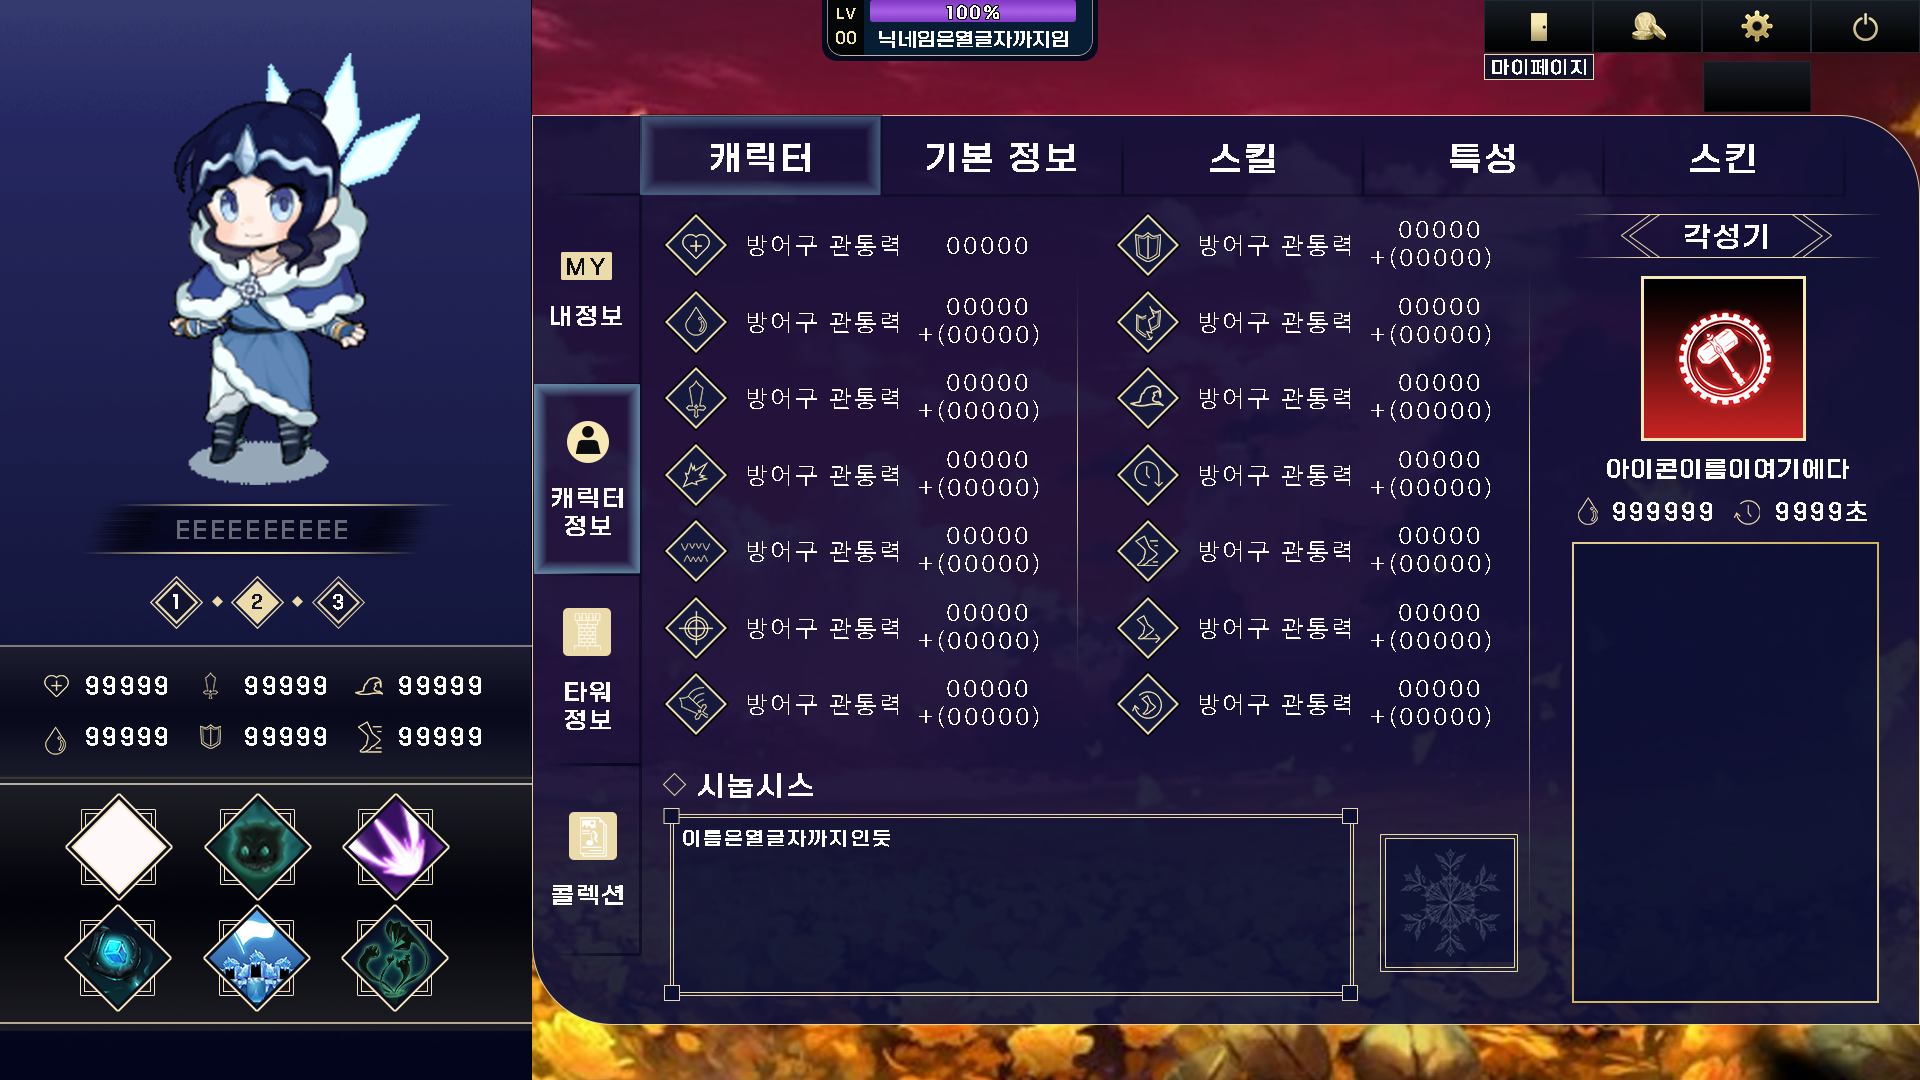 LV
00
100%
닉네임은열글자까지임
마이페이지
캐릭터
기본 정보
스킬
특성
스킨
MY
내정보
캐릭터
정보
타워
정보
콜렉션
EEEEEEEEEE
1
2
3
99999
99999
99999
99999
99999
99999
방어구 관통력 00000
방어구 관통력 00000
+(00000)
방어구 관통력 00000
+(00000)
방어구 관통력 00000
+(00000)
방어구 관통력 00000
+(00000)
방어구 관통력 00000
+(00000)
방어구 관통력 00000
+(00000)
방어구 관통력 00000
+(00000)
방어구 관통력 00000
+(00000)
방어구 관통력 00000
+(00000)
방어구 관통력 00000
+(00000)
방어구 관통력 00000
+(00000)
방어구 관통력 00000
+(00000)
방어구 관통력 00000
+(00000)
시놉시스
이름은열글자까지인듯
각성기
아이콘이름이여기에다
999999
9999초